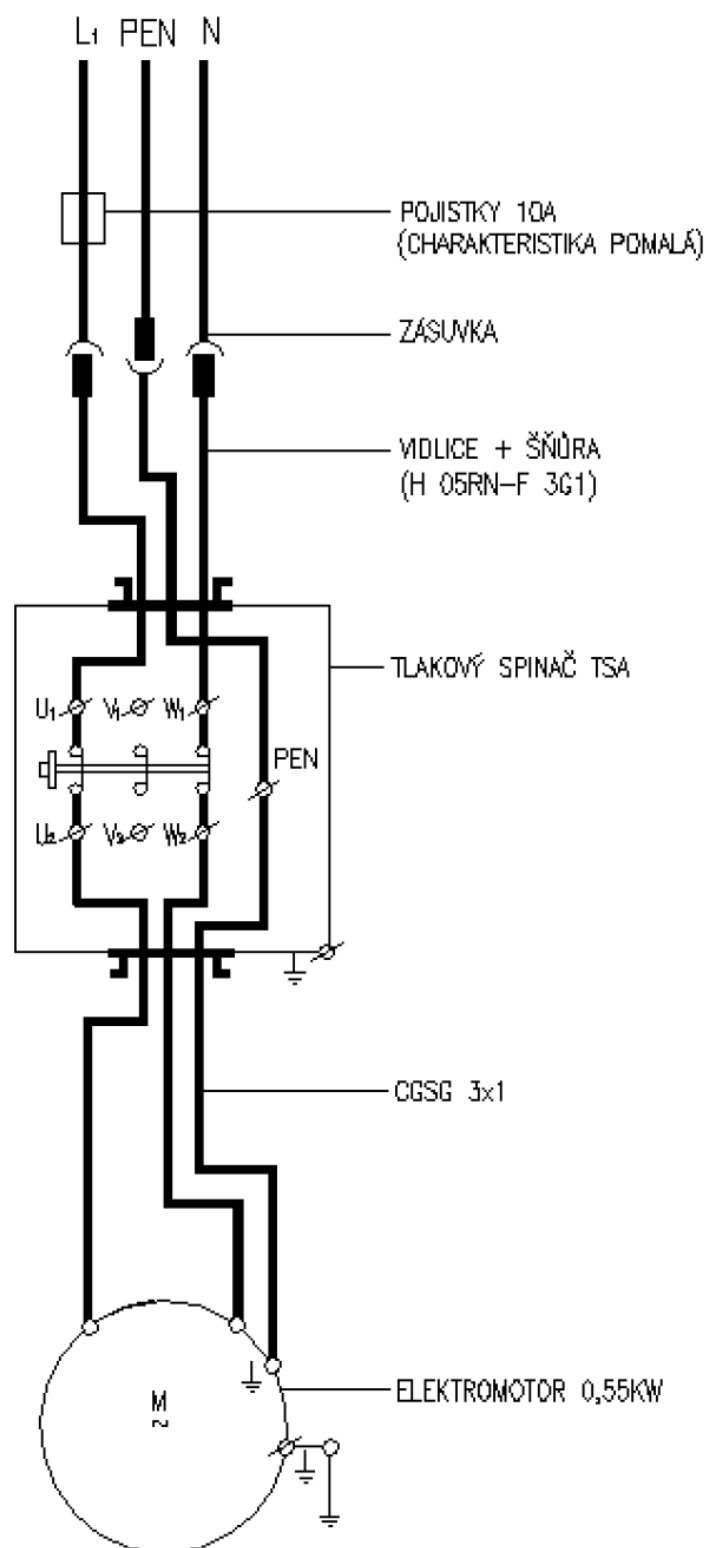 L1 PEN N
POJISTKY 10A
(CHARAKTERISTIKA POMALÁ)
ZÁSUVKA
VIDLICE + ŠŇŮRA
(H 05RN-F 3G1)
TLAKOVÝ SPINAČ TSA
U1 V1 W1
PEN
U2 V2 W2
CGSG 3x1
ELEKTROMOTOR 0,55KW
M
~